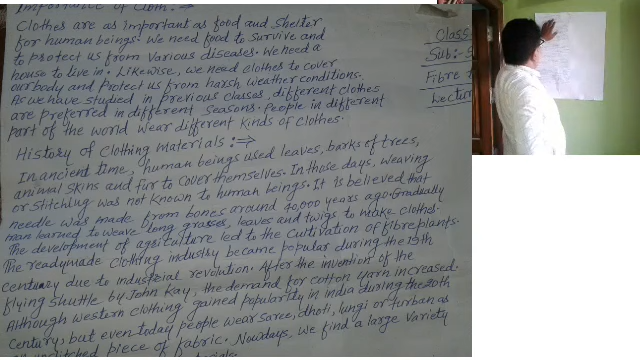 Importance of Cloth :⇒
Clothes are as important as food and Shelter
for human beings. We need food to Survive and
to protect us from various diseases. We need a
house to live in. Likewise, we need clothes to cover
our body and Protect us from harsh weather conditions.
As we have studied in previous classes, different clothes
are preferred in different seasons. People in different
part of the world wear different kinds of clothes.
History of Clothing Materials :⇒
In ancient time, human beings used leaves, barks of trees,
animal skins and fur to cover themselves. In those days, weaving
or stitching was not known to human beings. It is believed that
needle was made from bones around 40,000 years ago. Gradually
man learned to weave long grasses, leaves and twigs to make clothes.
The development of agriculture led to the cultivation of fibre plants.
The readymade clothing industry became popular during the 19th
century due to industrial revolution. After the invention of the
flying shuttle by John Kay, the demand for cotton yarn increased.
Although western clothing gained popularity in India during the 20th
century, but even today people wear saree, dhoti, lungi or turban as
an unstitched piece of fabric. Nowdays, we find a large variety
Class
Sub:- S
Fibre
Lectur